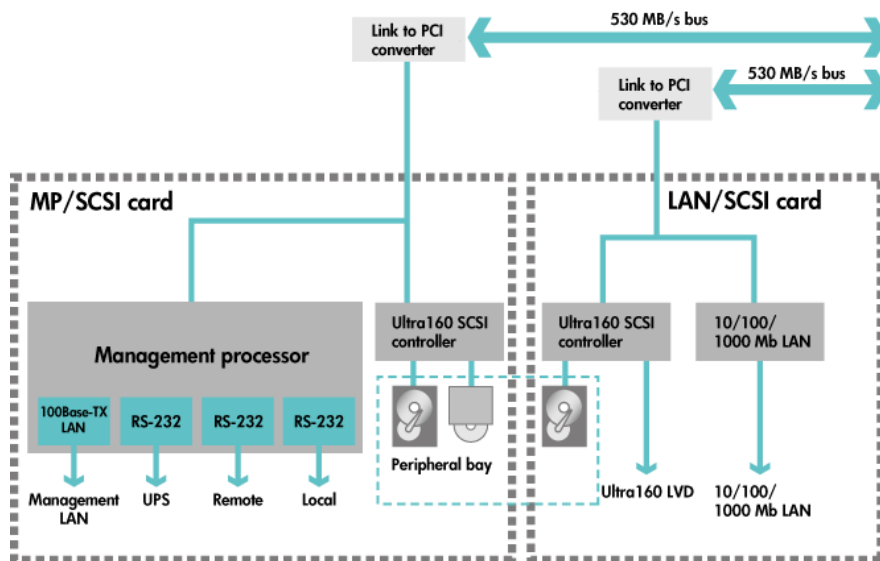 530 MB/s bus
Link to PCI
converter
530 MB/s bus
Link to PCI
converter
MP/SCSI card
LAN/SCSI card
Management processor
Ultra160 SCSI
controller
Ultra160 SCSI
controller
10/100/
1000 Mb LAN
100Base-TX
LAN
RS-232
RS-232
RS-232
Peripheral bay
Management
LAN
UPS
Remote
Local
Ultra160 LVD
10/100/
1000 Mb LAN